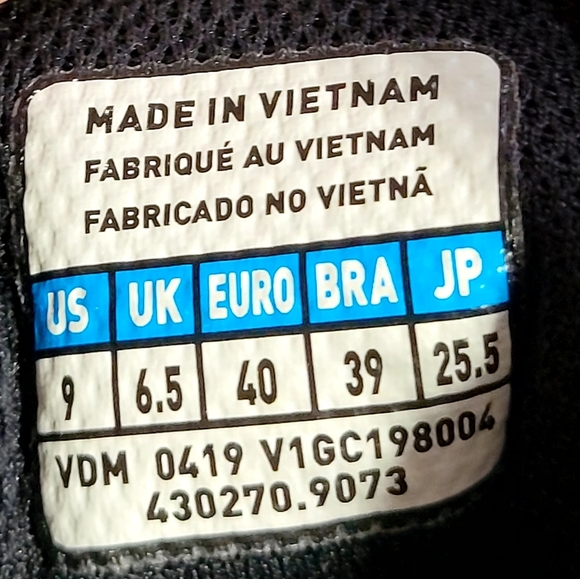 MADE IN VIETNAM
FABRIQUÉ AU VIETNAM
FABRICADO NO VIETNÃ
US UK EURO BRA JP
9 6.5 40 39 25.5
VDM 0419 V1GC198004
430270.9073